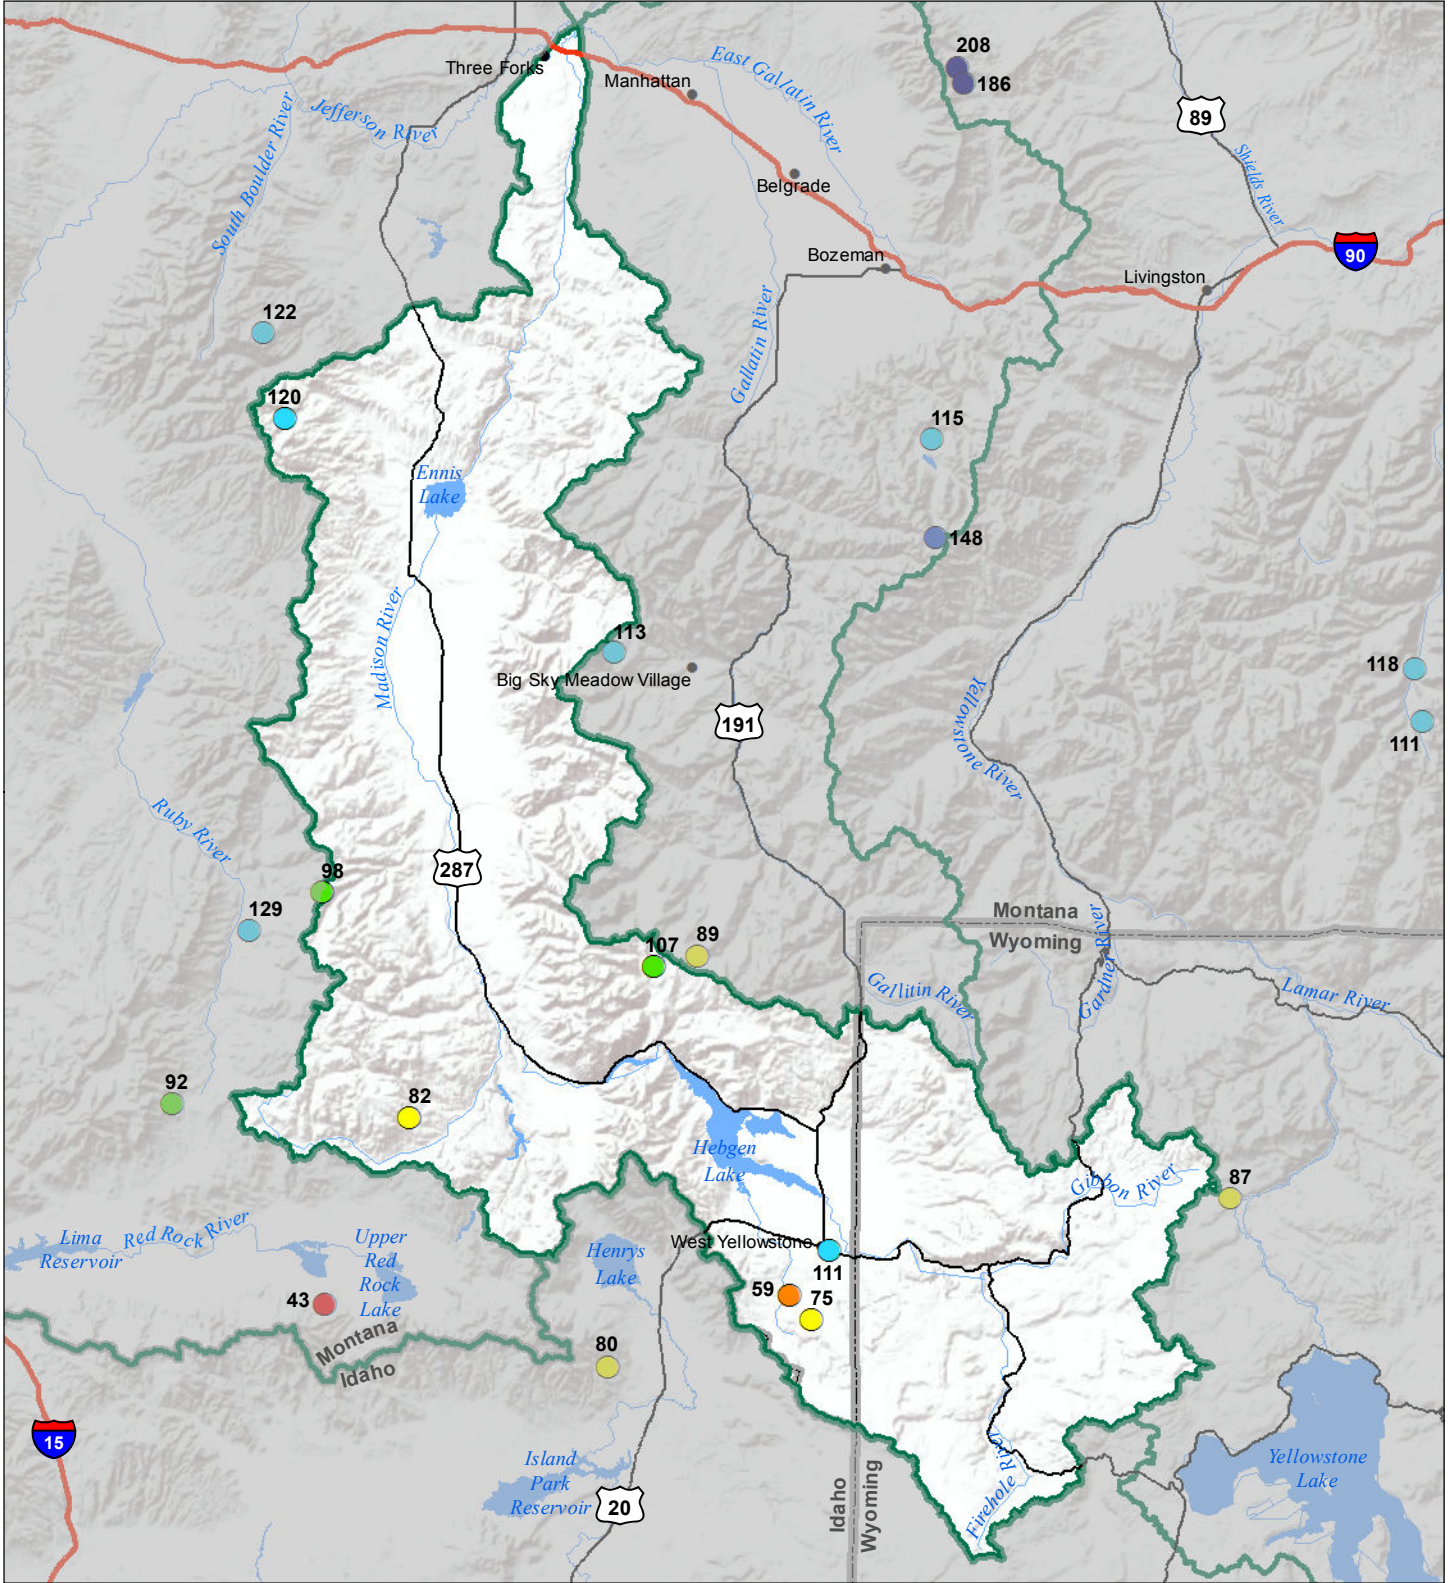 208
186
Three Forks
Manhattan
East Gallatin River
Jefferson River
South Boulder River
89
Shields River
Belgrade
Bozeman
Livingston
90
122
Gallatin River
120
115
Ennis
Lake
148
Madison River
113
Big Sky Meadow Village
118
191
111
Yellowstone River
Ruby River
287
98
129
107
89
Montana
Wyoming
Gardner River
Gallitin River
Lamar River
92
82
Hebgen
Lake
Gibbon River
87
Lima
Reservoir
Red Rock River
Upper
Red
Rock
Lake
Henrys
Lake
West Yellowstone
111
59
75
43
Montana
Idaho
80
15
Island
Park
Reservoir
20
Idaho
Wyoming
Firehole River
Yellowstone
Lake